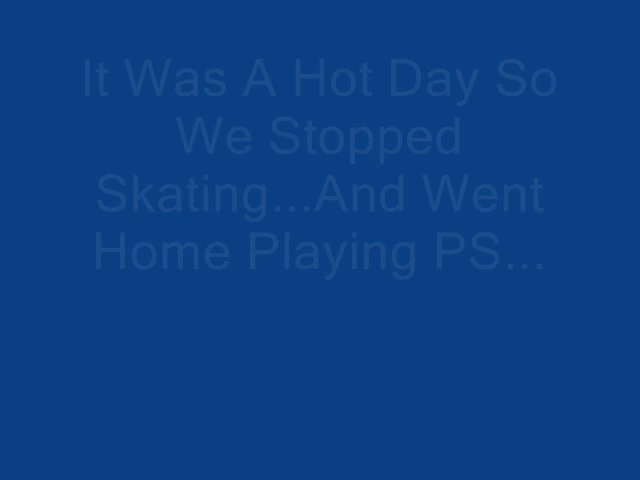 It Was A Hot Day So
We Stopped
Skating...And Went
Home Playing PS...